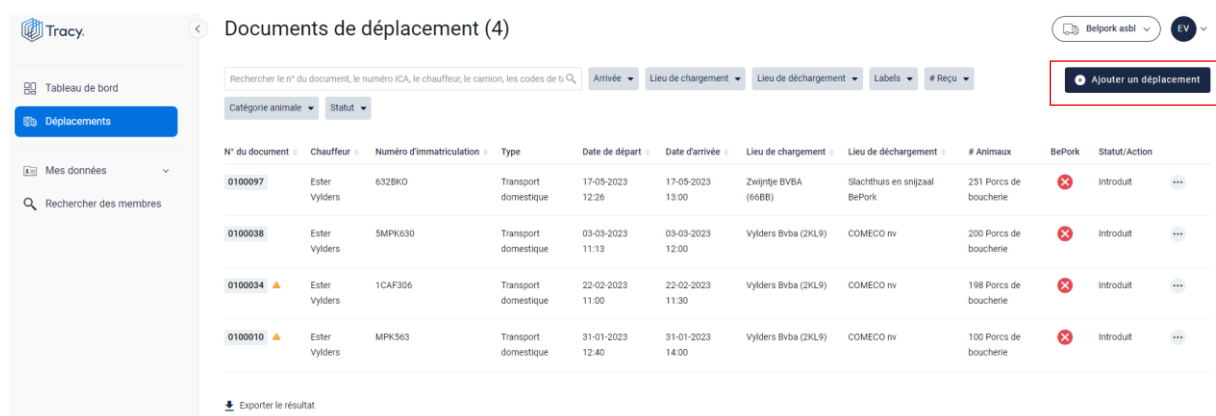 Tracy.
Documents de déplacement (4)
Belpork asbl
EV
Tableau de bord
Déplacements
Mes données
Rechercher des membres
Rechercher le n° du document, le numéro ICA, le chauffeur, le camion, les codes de t
Arrivée
Lieu de chargement
Lieu de déchargement
Labels
# Reçu
Ajouter un déplacement
Catégorie animale
Statut
N° du document Chauffeur Numéro d'immatriculation Type Date de départ Date d'arrivée Lieu de chargement Lieu de déchargement # Animaux BePork Statut/Action
0100097 Ester 632BKO Transport 17-05-2023 17-05-2023 Zwijntje BVBA Slachthuis en snijzaal 251 Porcs de Introduit
Vylders domestique 12:26 13:00 (66BB) BePork boucherie
0100038 Ester 5MPK630 Transport 03-03-2023 03-03-2023 Vylders Bvba (2KL9) COMECO nv 200 Porcs de Introduit
Vylders domestique 11:13 12:00 boucherie
0100034 Ester 1CAF306 Transport 22-02-2023 22-02-2023 Vylders Bvba (2KL9) COMECO nv 198 Porcs de Introduit
Vylders domestique 11:00 11:30 boucherie
0100010 Ester MPK563 Transport 31-01-2023 31-01-2023 Vylders Bvba (2KL9) COMECO nv 100 Porcs de Introduit
Vylders domestique 12:40 14:00 boucherie
Exporter le résultat